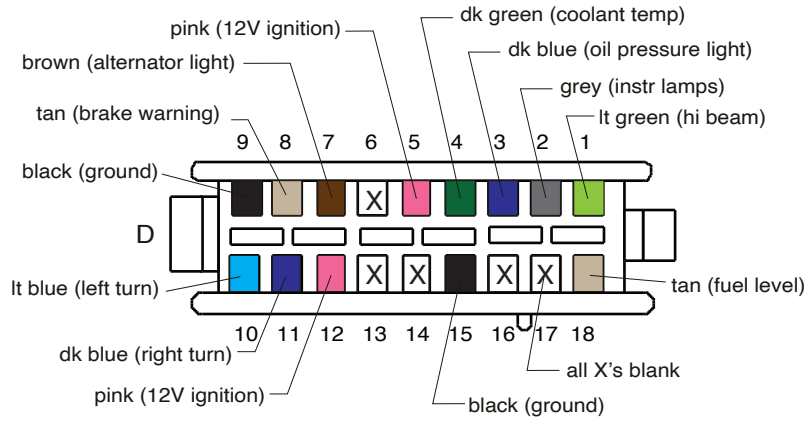 dk green (coolant temp)
pink (12V ignition)
dk blue (oil pressure light)
brown (alternator light)
grey (instr lamps)
tan (brake warning)
lt green (hi beam)
9 8 7 6 5 4 3 2 1
black (ground)
X
D
X X X X
lt blue (left turn)
tan (fuel level)
10 11 12 13 14 15 16 17 18
dk blue (right turn)
all X's blank
pink (12V ignition)
black (ground)